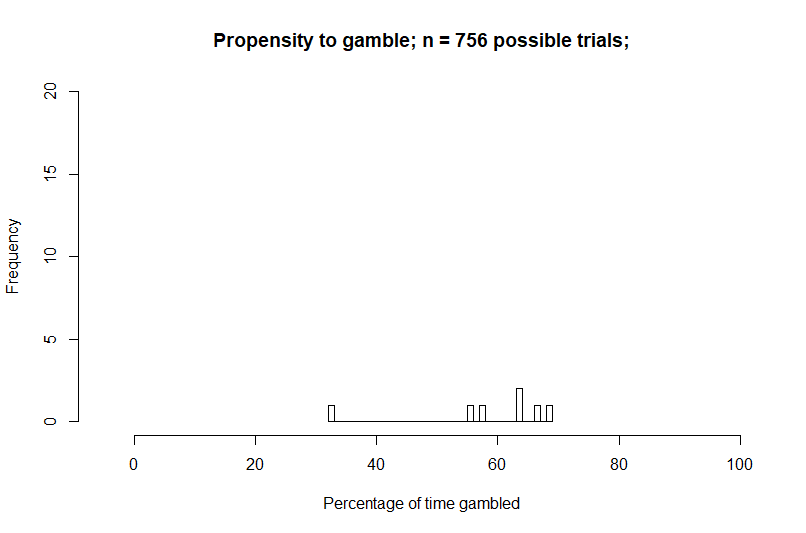 Propensity to gamble; n = 756 possible trials;
20
15
10
5
0
Frequency
0 20 40 60 80 100
Percentage of time gambled